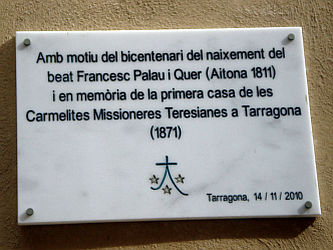 Amb motiu del bicentenari del naixement del
beat Francesc Palau i Quer (Aitona 1811)
i en memòria de la primera casa de les
Carmelites Missioneres Teresianes a Tarragona
(1871)
Tarragona, 14 / 11 / 2010